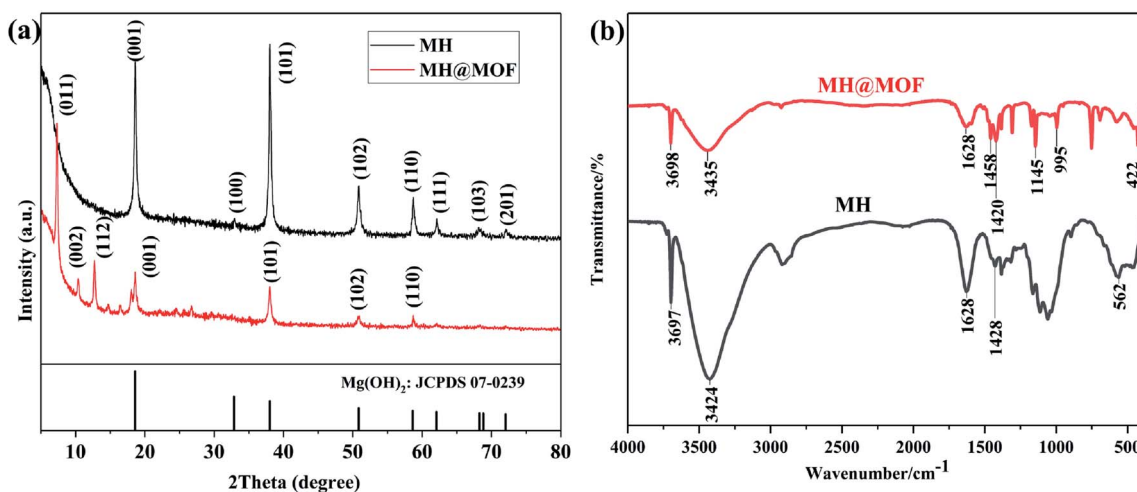 (a)
MH
MH@MOF
(001)
(101)
(011)
(100)
(102)
(110)
(111)
(103)
(201)
(002)
(112)
(001)
(101)
(102)
(110)
Intensity (a.u.)
Mg(OH)2: JCPDS 07-0239
10 20 30 40 50 60 70 80
2Theta (degree)
(b)
MH@MOF
3698
3435
1628
1458
1420
1145
995
422
MH
3697
3424
1628
1428
562
Transmittance/%
4000 3500 3000 2500 2000 1500 1000 500
Wavenumber/cm-1